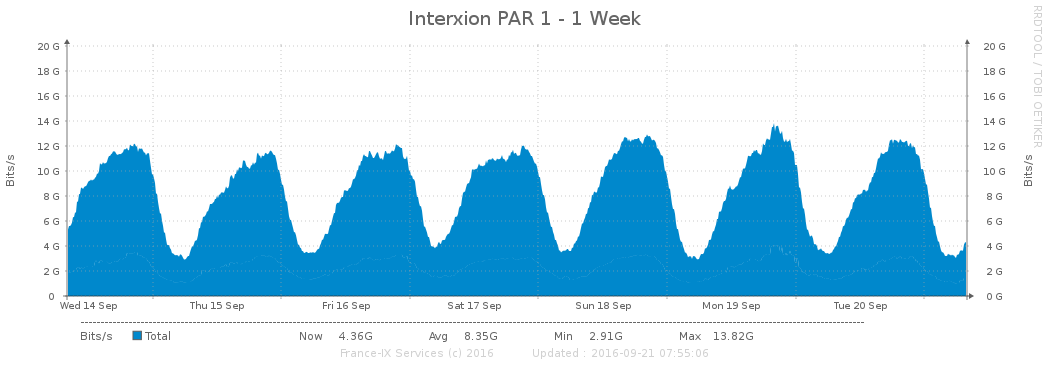 Interxion PAR 1 - 1 Week
RRDTOOL / TOBI OETIKER
Bits/s
20 G 20 G
18 G 18 G
16 G 16 G
14 G 14 G
12 G 12 G
10 G 10 G
8 G 8 G
6 G 6 G
4 G 4 G
2 G 2 G
0 0 G
Bits/s
Wed 14 Sep Thu 15 Sep Fri 16 Sep Sat 17 Sep Sun 18 Sep Mon 19 Sep Tue 20 Sep
Bits/s Total Now 4.36G Avg 8.35G Min 2.91G Max 13.82G
France-IX Services (c) 2016 Updated : 2016-09-21 07:55:06